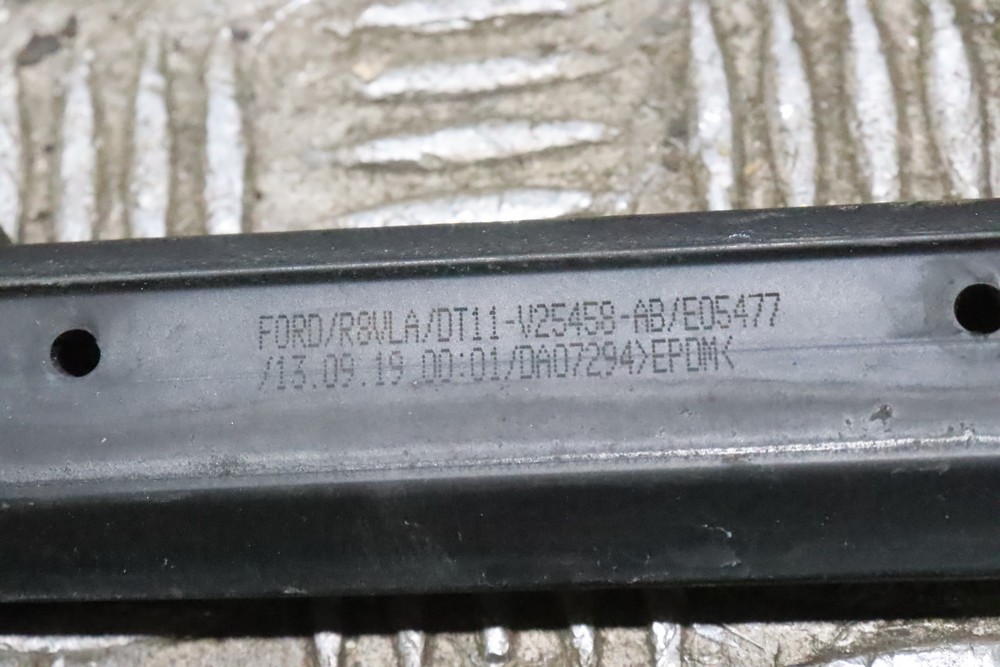 FORD/R8VLA/DT11-V25458-AB/E05477
/13.09.19 00:01/DA07294>EPDM<